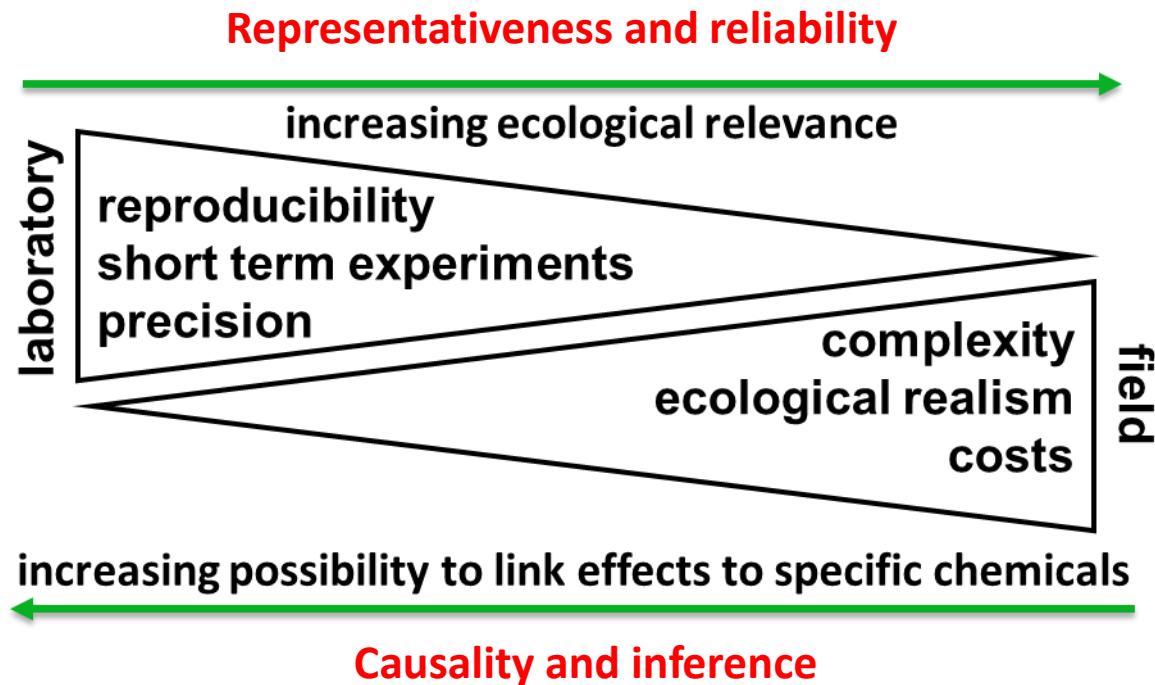 Representativeness and reliability
increasing ecological relevance
laboratory
reproducibility
short term experiments
precision
complexity
ecological realism
costs
field
increasing possibility to link effects to specific chemicals
Causality and inference